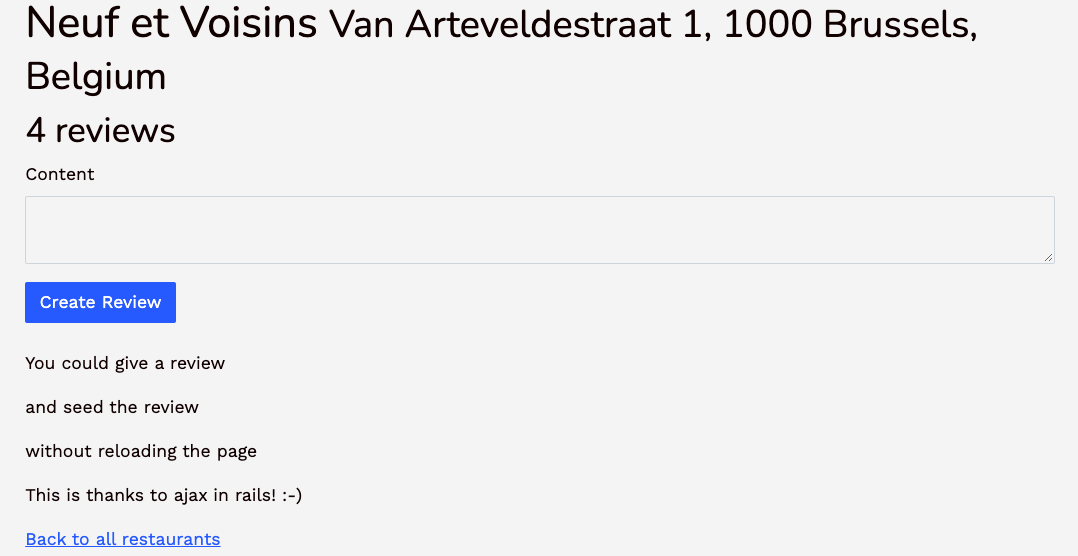 Neuf et Voisins Van Arteveldestraat 1, 1000 Brussels,
Belgium
4 reviews
Content
Create Review
You could give a review
and seed the review
without reloading the page
This is thanks to ajax in rails! :-)
Back to all restaurants